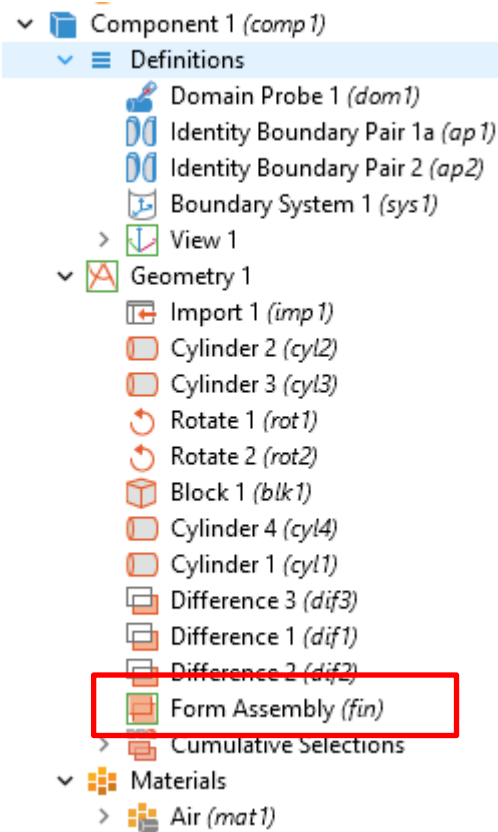 Component 1 (comp1)
Definitions
Domain Probe 1 (dom1)
Identity Boundary Pair 1a (ap1)
Identity Boundary Pair 2 (ap2)
Boundary System 1 (sys1)
View 1
Geometry 1
Import 1 (imp1)
Cylinder 2 (cyl2)
Cylinder 3 (cyl3)
Rotate 1 (rot1)
Rotate 2 (rot2)
Block 1 (blk1)
Cylinder 4 (cyl4)
Cylinder 1 (cyl1)
Difference 3 (dif3)
Difference 1 (dif1)
Difference 2 (dif2)
Form Assembly (fin)
Cumulative Selections
Materials
Air (mat1)